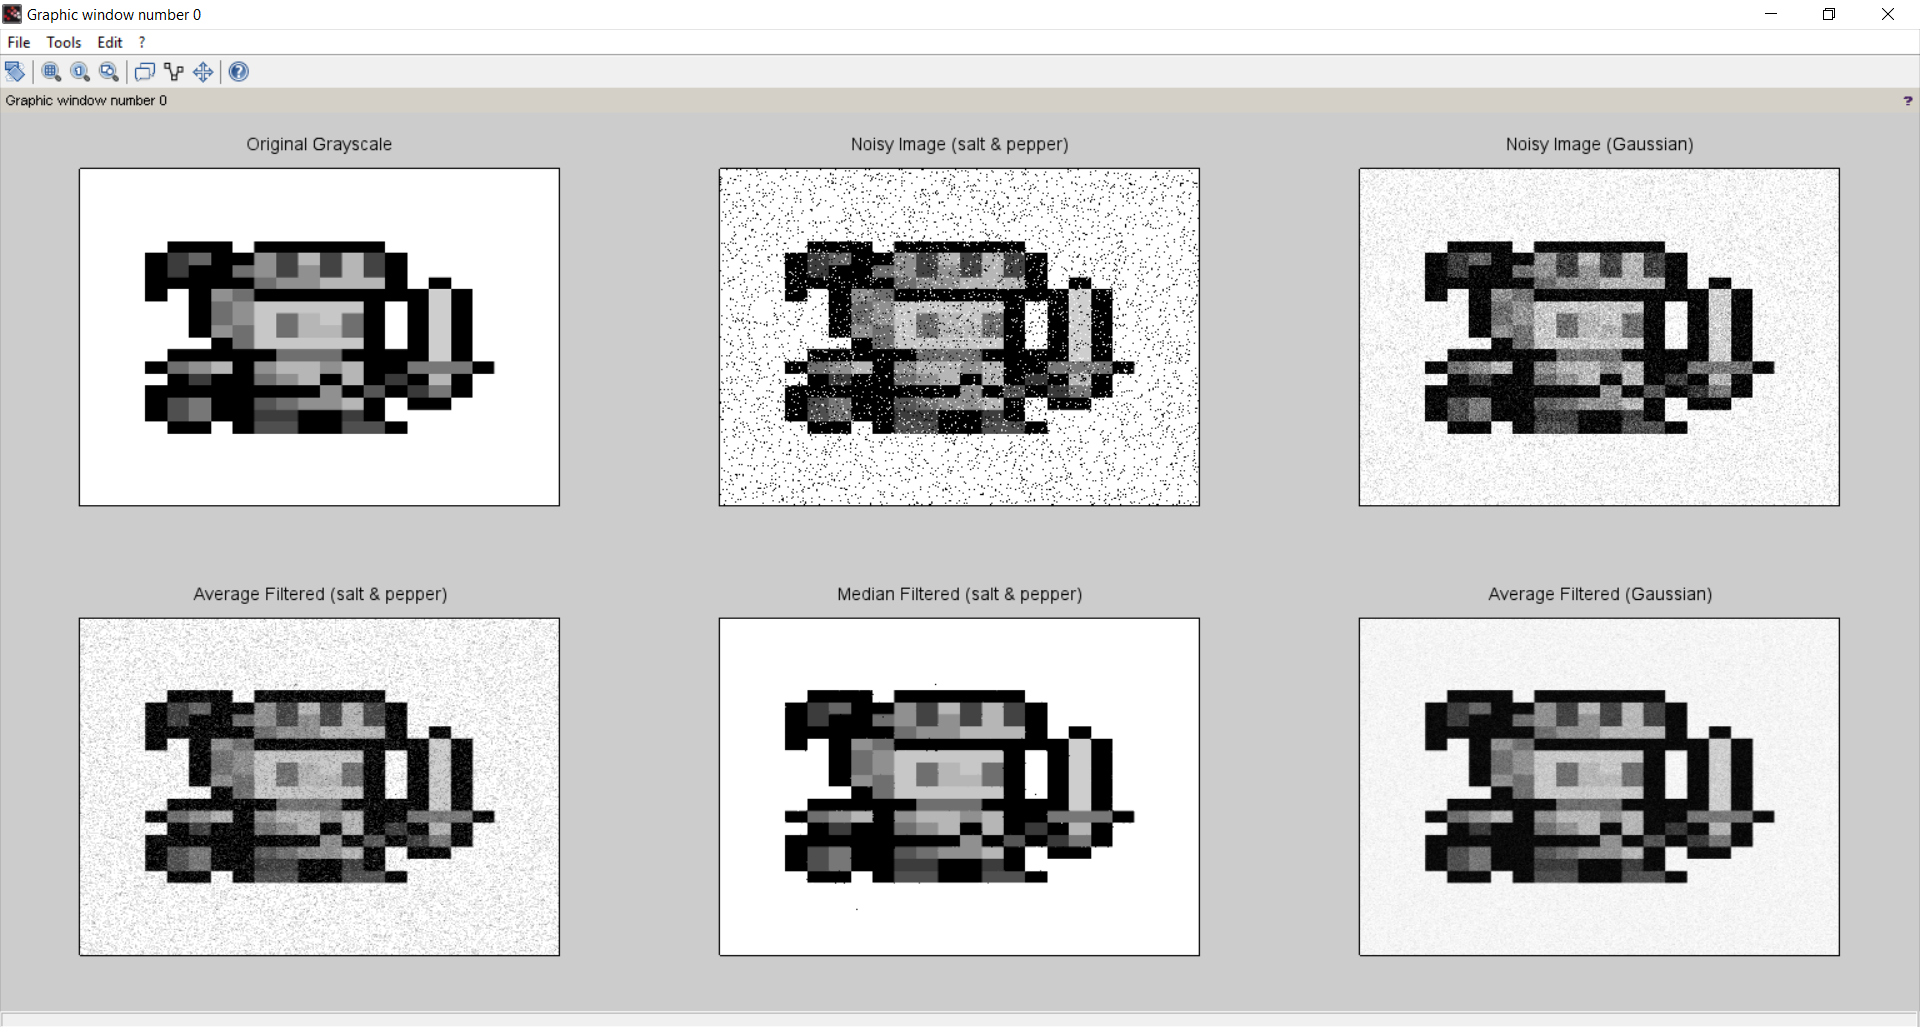 Graphic window number 0
File Tools Edit ?
Graphic window number 0 ?
Original Grayscale
Noisy Image (salt & pepper)
Noisy Image (Gaussian)
Average Filtered (salt & pepper)
Median Filtered (salt & pepper)
Average Filtered (Gaussian)